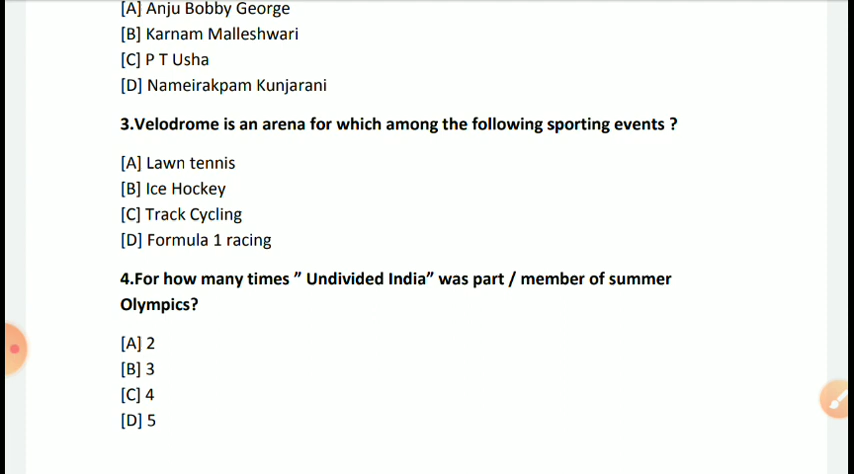 [A] Anju Bobby George
[B] Karnam Malleshwari
[C] P T Usha
[D] Nameirakpam Kunjarani
3.Velodrome is an arena for which among the following sporting events ?
[A] Lawn tennis
[B] Ice Hockey
[C] Track Cycling
[D] Formula 1 racing
4.For how many times ” Undivided India” was part / member of summer
Olympics?
[A] 2
[B] 3
[C] 4
[D] 5